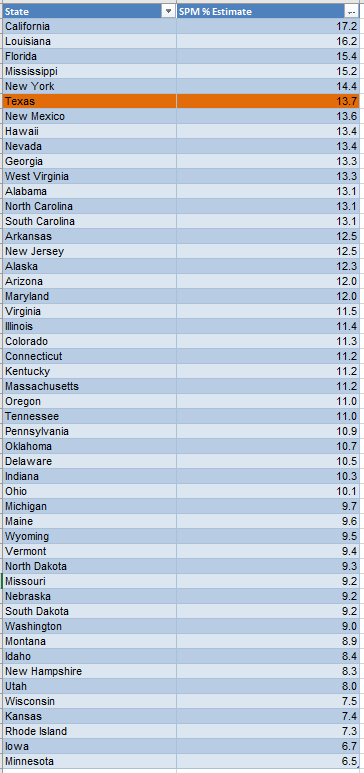 State SPM % Estimate
California 17.2
Louisiana 16.2
Florida 15.4
Mississippi 15.2
New York 14.4
Texas 13.7
New Mexico 13.6
Hawaii 13.4
Nevada 13.4
Georgia 13.3
West Virginia 13.3
Alabama 13.1
North Carolina 13.1
South Carolina 13.1
Arkansas 12.5
New Jersey 12.5
Alaska 12.3
Arizona 12.0
Maryland 12.0
Virginia 11.5
Illinois 11.4
Colorado 11.3
Connecticut 11.2
Kentucky 11.2
Massachusetts 11.2
Oregon 11.0
Tennessee 11.0
Pennsylvania 10.9
Oklahoma 10.7
Delaware 10.5
Indiana 10.3
Ohio 10.1
Michigan 9.7
Maine 9.6
Wyoming 9.5
Vermont 9.4
North Dakota 9.3
Missouri 9.2
Nebraska 9.2
South Dakota 9.2
Washington 9.0
Montana 8.9
Idaho 8.4
New Hampshire 8.3
Utah 8.0
Wisconsin 7.5
Kansas 7.4
Rhode Island 7.3
Iowa 6.7
Minnesota 6.5